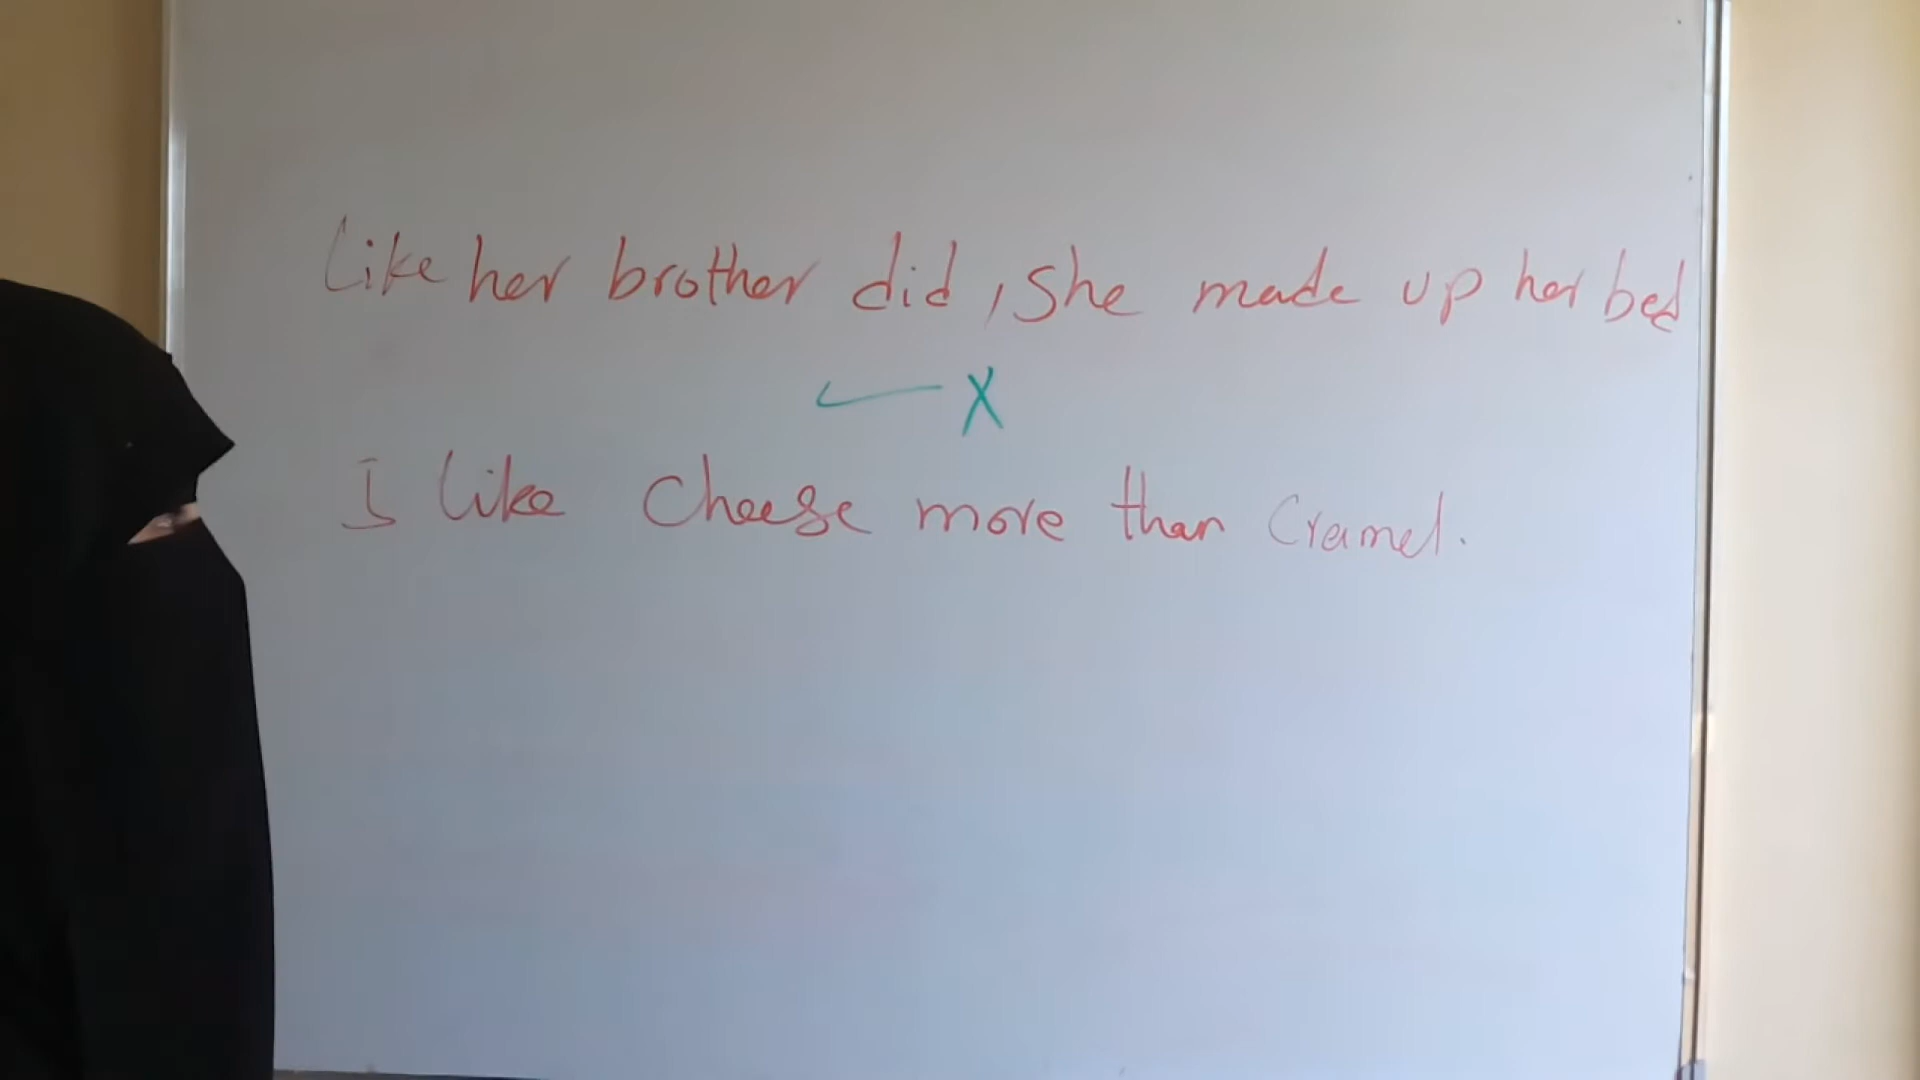 Like her brother did, She made up her bed
X
I like Cheese more than Cramel.